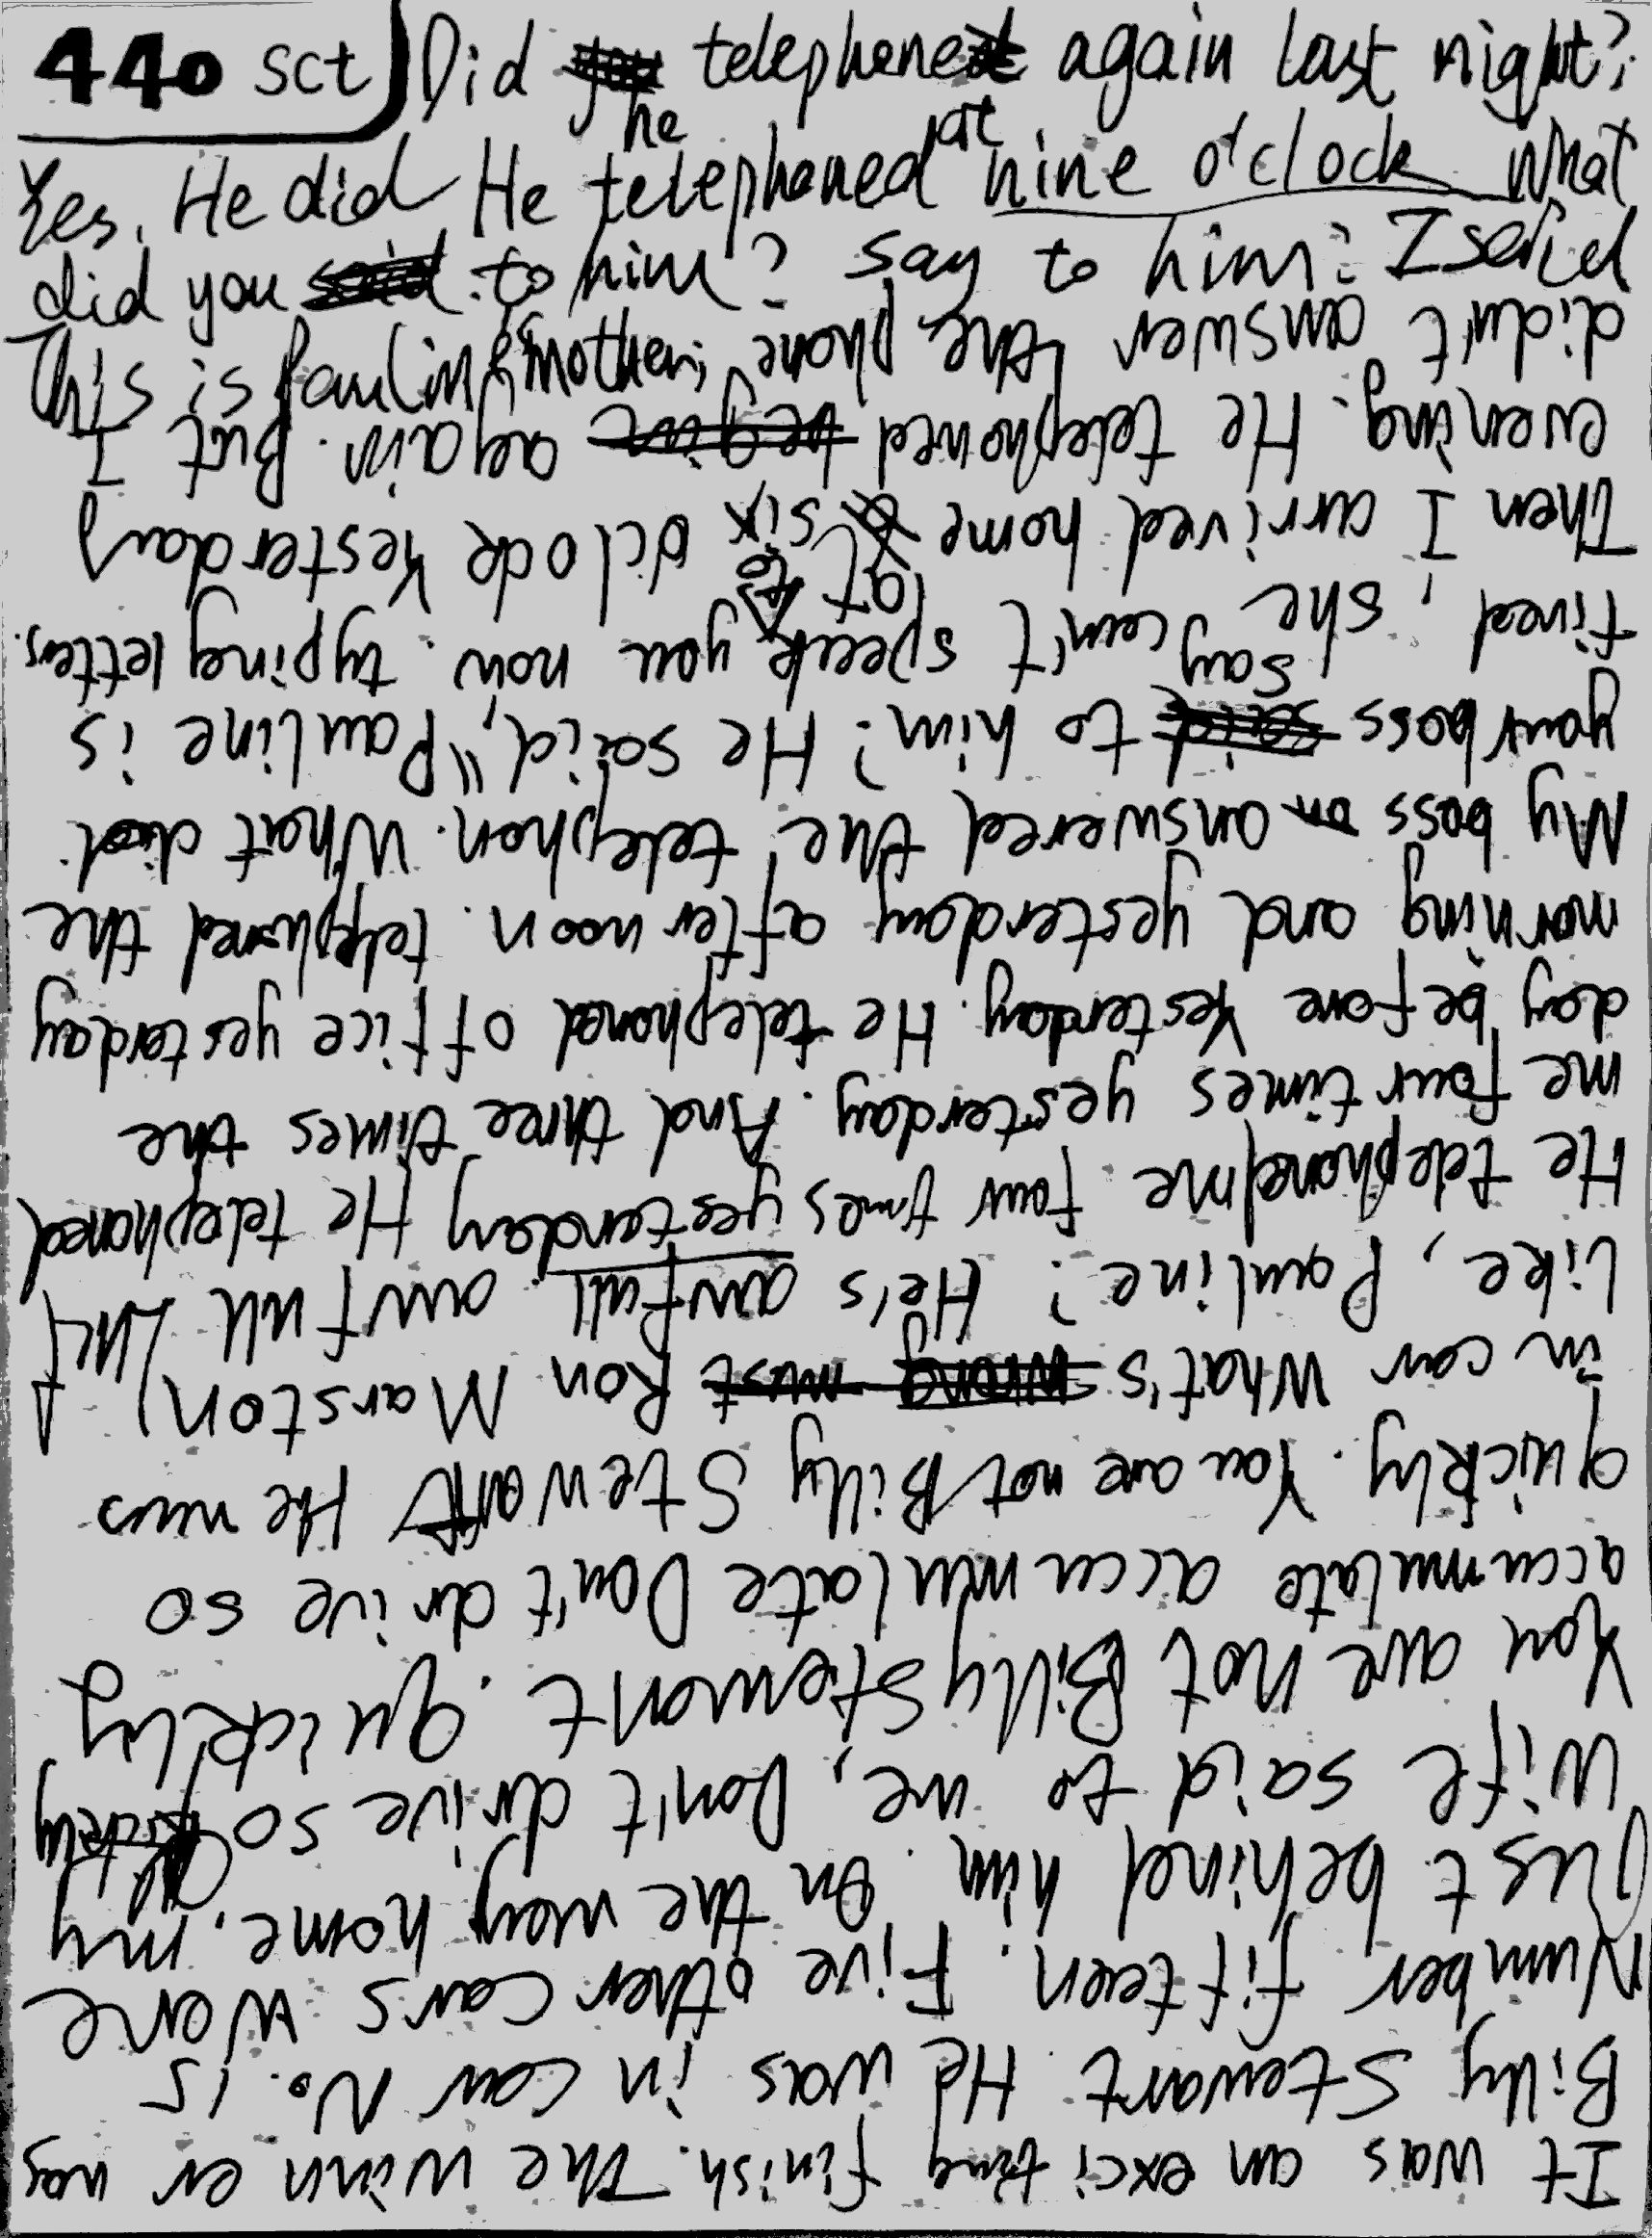 440 sct Did telephone again last night?
he at
Yes. He did He telephoned nine o'clock what
did you to him? say to him? I said
This is Pauline's mother;
It was an exciting finish. The winner was
Billy Stewart. He was in car No. 15
Number fifteen. Five other cars were
Just behind him. On the way home, my
Wife said to me, Don't drive so
You are not Billy Stewart. quickly
accumulate accumulate Don't drive so
quickly. You are not Billy Stewart He was
in car What's Ron Marston
Like, Pauline? He's awfull. awfull
He telephoned me four times yesterday He telephoned
me four times yesterday. And three times the
day before Yesterday. He telephoned office yesterday
morning and yesterday afternoon. telephoned the
My boss answered the telephon. What did
your boss say to him? He said, "Pauline is
tired, she can't speak to you now. typing letters.
Then I arrived home at six o'clock Yesterday
evening. He telephoned again. But I
didn't answer the phone